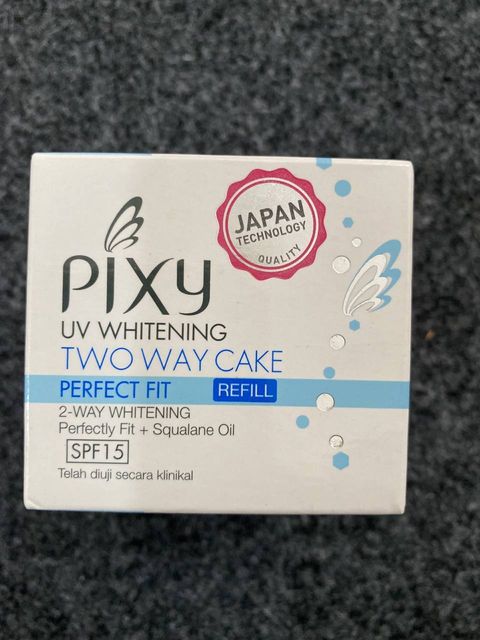 JAPAN
TECHNOLOGY
QUALITY
PIXY
UV WHITENING
TWO WAY CAKE
PERFECT FIT REFILL
2-WAY WHITENING
Perfectly Fit + Squalane Oil
SPF15
Telah diuji secara klinikal